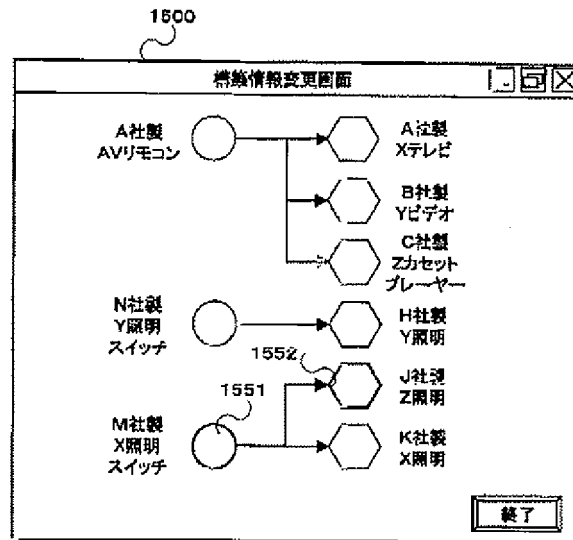 1500
構築情報変更画面
A社製
AVリモコン
A社製
Xテレビ
B社製
Yビデオ
C社製
Zカセット
プレーヤー
N社製
Y照明
スイッチ
H社製
Y照明
1552
J社製
Z照明
1551
M社製
X照明
スイッチ
K社製
X照明
終了